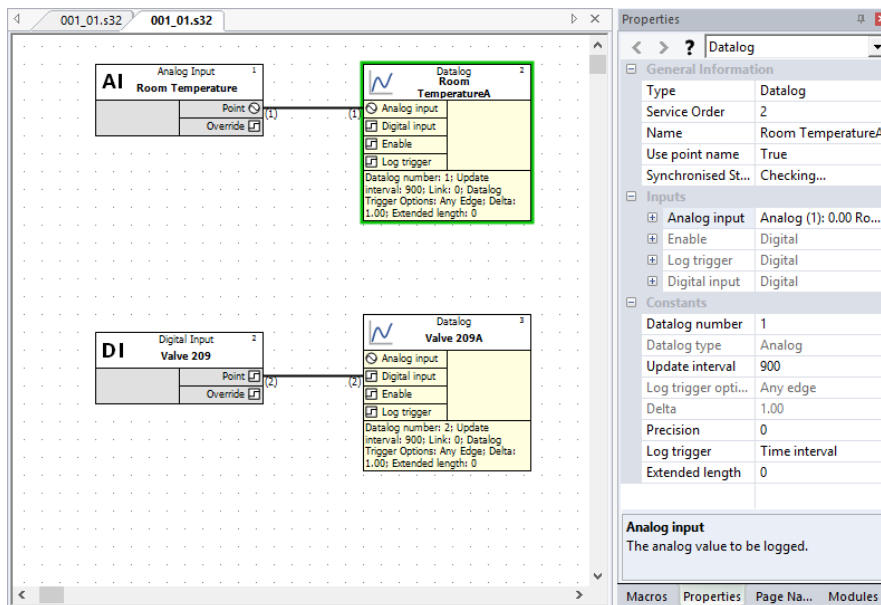 001_01.s32
001_01.s32
Analog Input 1
AI
Room Temperature
Point
(1)
Override
Datalog 2
Room
TemperatureA
(1)
Analog input
Digital input
Enable
Log trigger
Datalog number: 1; Update
interval: 900; Link: 0; Datalog
Trigger Options: Any Edge; Delta:
1.00; Extended length: 0
Digital Input 2
DI
Valve 209
Point
(2)
Override
Datalog 3
Valve 209A
Analog input
(2)
Digital input
Enable
Log trigger
Datalog number: 2; Update
interval: 900; Link: 0; Datalog
Trigger Options: Any Edge; Delta:
1.00; Extended length: 0
Properties
? Datalog
General Information
Type Datalog
Service Order 2
Name Room TemperatureA
Use point name True
Synchronised St... Checking...
Inputs
Analog input Analog (1): 0.00 Ro...
Enable Digital
Log trigger Digital
Digital input Digital
Constants
Datalog number 1
Datalog type Analog
Update interval 900
Log trigger opti... Any edge
Delta 1.00
Precision 0
Log trigger Time interval
Extended length 0
Analog input
The analog value to be logged.
Macros Properties Page Na... Modules